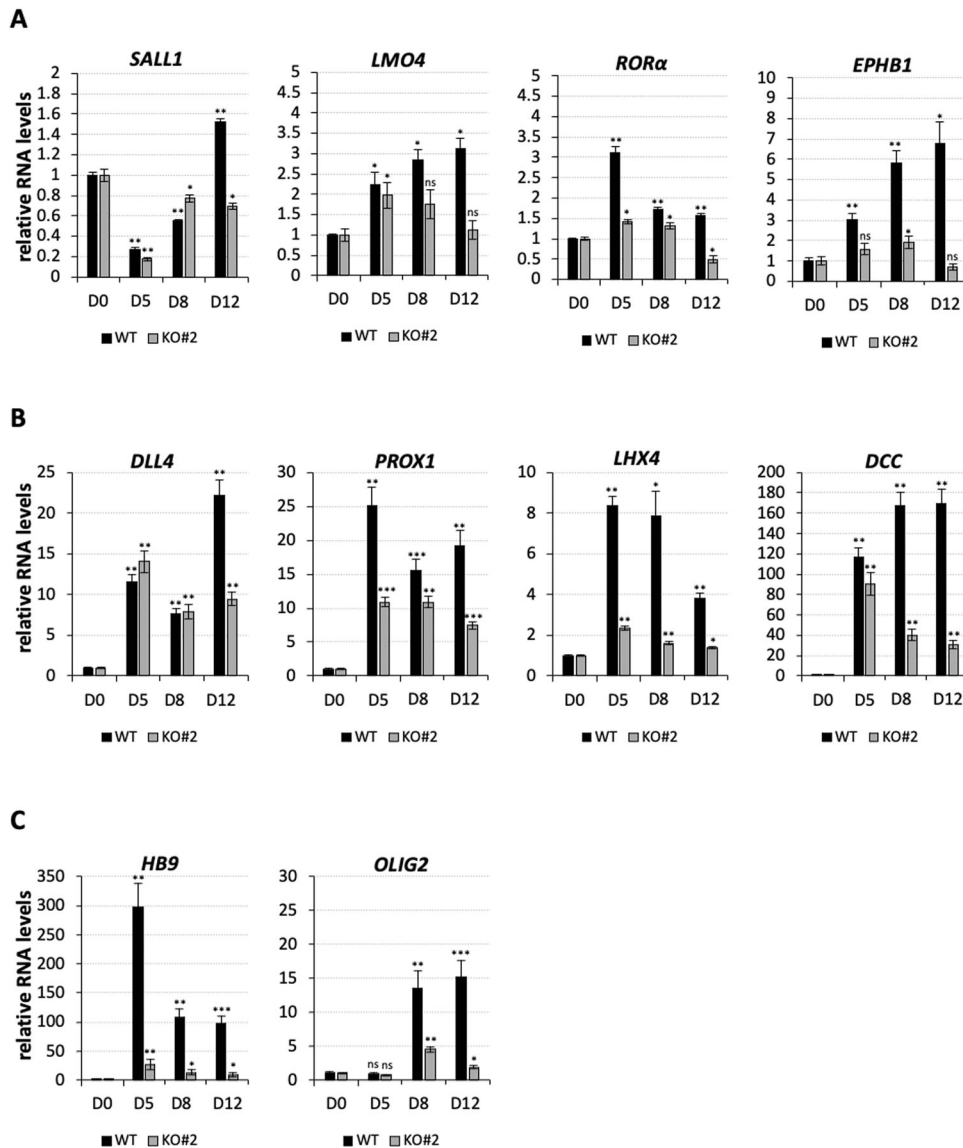 A
SALL1
LMO4
RORα
EPHB1
relative RNA levels
2
1.8
1.6
1.4
1.2
1
0.8
0.6
0.4
0.2
0
** ** ** * ** *
D0 D5 D8 D12
WT KO#2
5
4.5
4
3.5
3
2.5
2
1.5
1
0.5
0
* * * ns * ns
D0 D5 D8 D12
WT KO#2
5
4.5
4
3.5
3
2.5
2
1.5
1
0.5
0
** * ** * ** *
D0 D5 D8 D12
WT KO#2
10
9
8
7
6
5
4
3
2
1
0
** ns ** * * ns
D0 D5 D8 D12
WT KO#2
B
DLL4
PROX1
LHX4
DCC
relative RNA levels
25
20
15
10
5
0
** ** ** ** ** **
D0 D5 D8 D12
WT KO#2
30
25
20
15
10
5
0
** *** *** ** ** ***
D0 D5 D8 D12
WT KO#2
10
8
6
4
2
0
** ** * ** ** *
D0 D5 D8 D12
WT KO#2
200
180
160
140
120
100
80
60
40
20
0
** ** ** ** ** **
D0 D5 D8 D12
WT KO#2
C
HB9
OLIG2
relative RNA levels
350
300
250
200
150
100
50
0
** ** ** * *** *
D0 D5 D8 D12
WT KO#2
30
25
20
15
10
5
0
ns ns ** ** *** *
D0 D5 D8 D12
WT KO#2